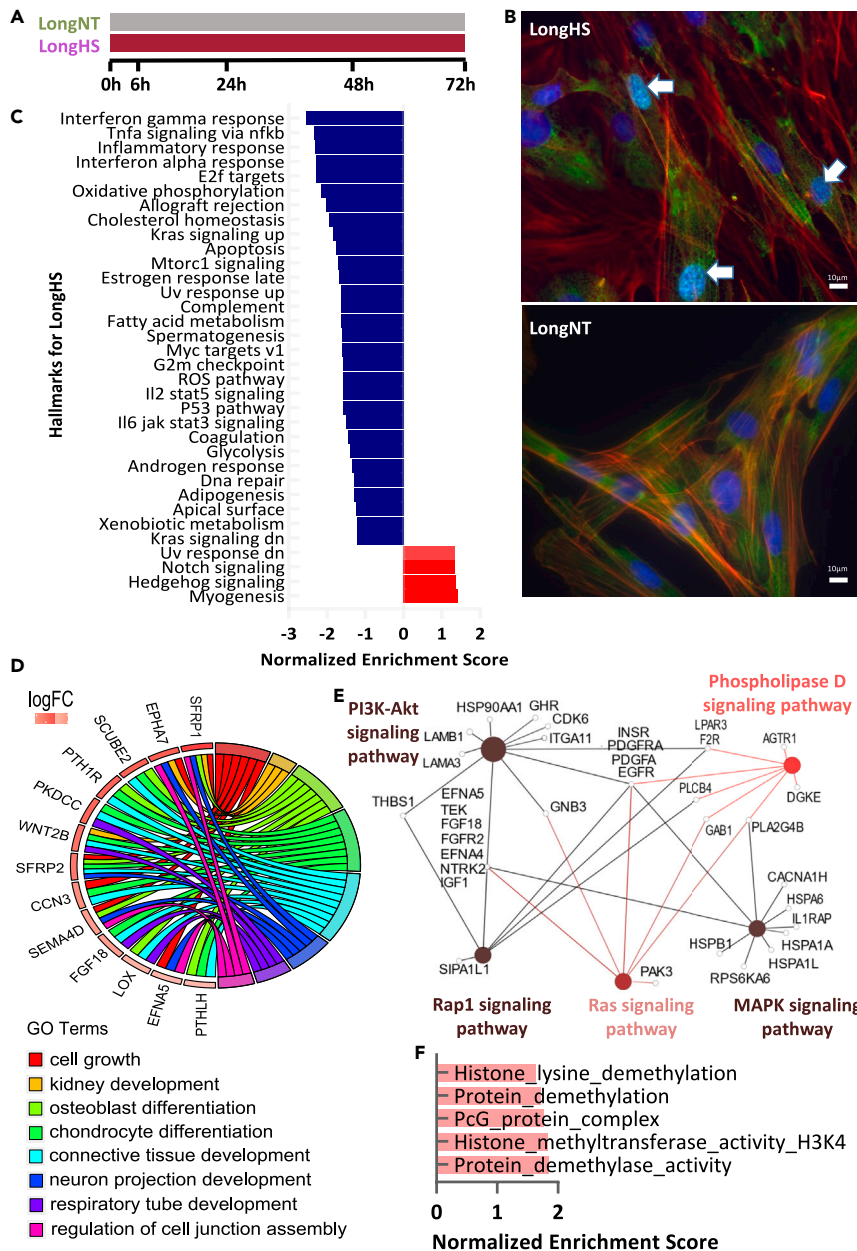 A
LongNT
LongHS
0h 6h 24h 48h 72h
B
LongHS
10µm
LongNT
10µm
C
Hallmarks for LongHS
Interferon gamma response
Tnfa signaling via nfkb
Inflammatory response
Interferon alpha response
E2f targets
Oxidative phosphorylation
Allograft rejection
Cholesterol homeostasis
Kras signaling up
Apoptosis
Mtorc1 signaling
Estrogen response late
Uv response up
Complement
Fatty acid metabolism
Spermatogenesis
Myc targets v1
G2m checkpoint
ROS pathway
Il2 stat5 signaling
P53 pathway
Il6 jak stat3 signaling
Coagulation
Glycolysis
Androgen response
Dna repair
Adipogenesis
Apical surface
Xenobiotic metabolism
Kras signaling dn
Uv response dn
Notch signaling
Hedgehog signaling
Myogenesis
-3 -2 -1 0 1 2
Normalized Enrichment Score
D
logFC
SFRP1
EPHA7
SCUBE2
PTH1R
PKDCC
WNT2B
SFRP2
CCN3
SEMA4D
FGF18
LOX
EFNA5
PTHLH
GO Terms
cell growth
kidney development
osteoblast differentiation
chondrocyte differentiation
connective tissue development
neuron projection development
respiratory tube development
regulation of cell junction assembly
E
PI3K-Akt
signaling
pathway
HSP90AA1
GHR
CDK6
ITGA11
LAMB1
LAMA3
Phospholipase D
signaling pathway
INSR
PDGFRA
PDGFA
EGFR
LPAR3
F2R
AGTR1
THBS1
EFNA5
TEK
FGF18
FGFR2
EFNA4
NTRK2
IGF1
GNB3
PLCB4
DGKE
GAB1
PLA2G4B
CACNA1H
HSPA6
IL1RAP
HSPB1
HSPA1A
HSPA1L
RPS6KA6
SIPA1L1
PAK3
Rap1 signaling
pathway
Ras signaling
pathway
MAPK signaling
pathway
F
Histone_lysine_demethylation
Protein_demethylation
PcG_protein_complex
Histone_methyltransferase_activity_H3K4
Protein_demethylase_activity
0 1 2
Normalized Enrichment Score